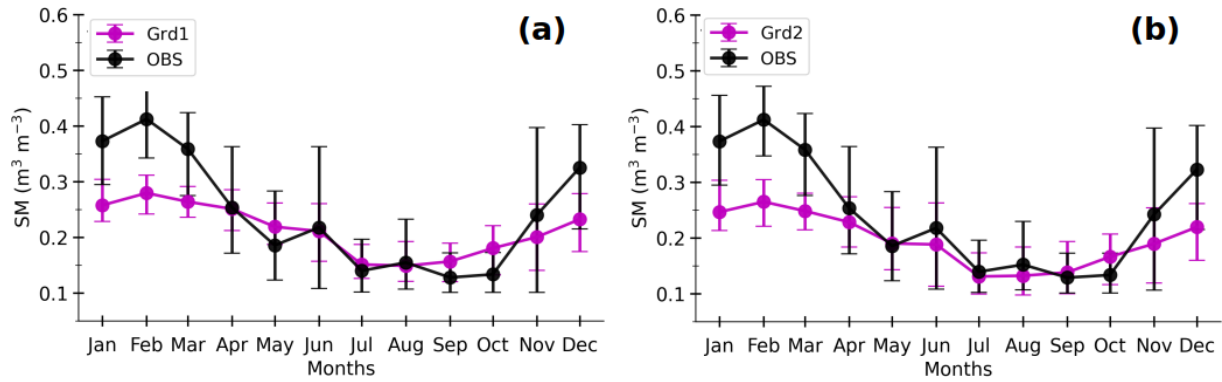 (a)
Grd1
OBS
0.6
0.5
0.4
0.3
0.2
0.1
SM (m³ m⁻³)
Jan Feb Mar Apr May Jun Jul Aug Sep Oct Nov Dec
Months
(b)
Grd2
OBS
0.6
0.5
0.4
0.3
0.2
0.1
SM (m³ m⁻³)
Jan Feb Mar Apr May Jun Jul Aug Sep Oct Nov Dec
Months